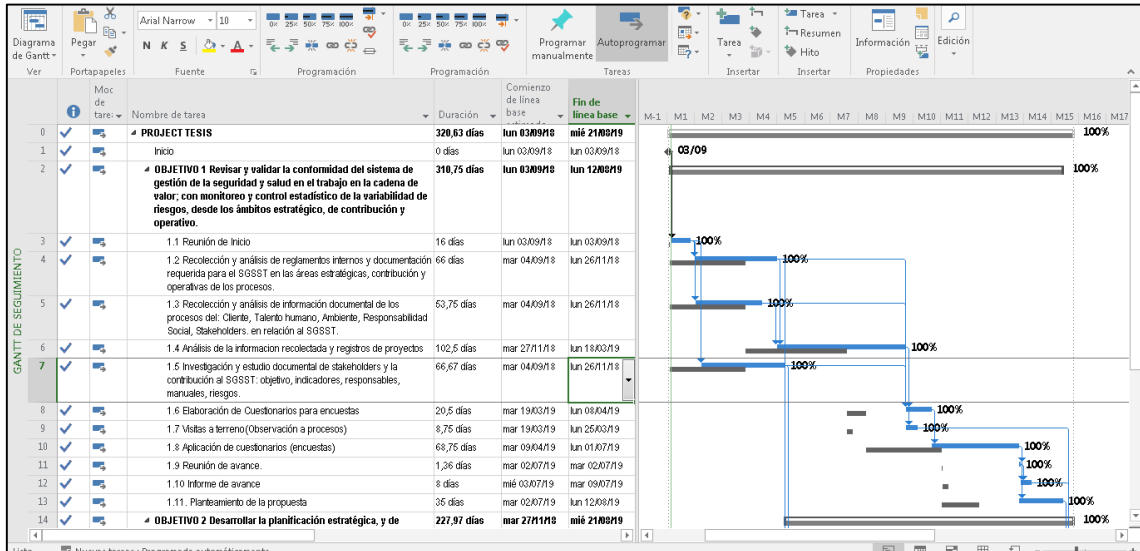 Diagrama
de Gantt
Ver
Pegar
Portapapeles
Arial Narrow 10
N K S
Fuente
0% 25% 50% 75% 100%
Programación
0% 25% 50% 75% 100%
Programación
Programar
manualmente
Autoprogramar
Tareas
Tarea
Insertar
Tarea
Resumen
Hito
Insertar
Información
Propiedades
Edición
Modo
de
tarea
Nombre de tarea
Duración
Comienzo
de línea
base
Fin de
línea base
M-1 M1 M2 M3 M4 M5 M6 M7 M8 M9 M10 M11 M12 M13 M14 M15 M16 M17
GANTT DE SEGUIMIENTO
0 PROJECT TESIS 320,63 días lun 03/09/18 mié 21/08/19 100%
1 Inicio 0 días lun 03/09/18 lun 03/09/18 03/09
2 OBJETIVO 1 Revisar y validar la conformidad del sistema de 310,75 días lun 03/09/18 lun 12/08/19 100%
gestión de la seguridad y salud en el trabajo en la cadena de
valor; con monitoreo y control estadístico de la variabilidad de
riesgos, desde los ámbitos estratégico, de contribución y
operativo.
3 1.1 Reunión de Inicio 16 días lun 03/09/18 lun 03/09/18 100%
4 1.2 Recolección y análisis de reglamentos internos y documentación 66 días mar 04/09/18 lun 26/11/18 100%
requerida para el SGSST en las áreas estratégicas, contribución y
operativas de los procesos.
5 1.3 Recolección y análisis de información documental de los 53,75 días mar 04/09/18 lun 26/11/18 100%
procesos del: Cliente, Talento humano, Ambiente, Responsabilidad
Social, Stakeholders. en relación al SGSST.
6 1.4 Análisis de la informacion recolectada y registros de proyectos 102,5 días mar 27/11/18 lun 18/03/19 100%
7 1.5 Investigación y estudio documental de stakeholders y la 66,67 días mar 04/09/18 lun 26/11/18 100%
contribución al SGSST: objetivo, indicadores, responsables,
manuales, riesgos.
8 1.6 Elaboración de Cuestionarios para encuestas 20,5 días mar 19/03/19 lun 08/04/19 100%
9 1.7 Visitas a terreno(Observación a procesos) 8,75 días mar 19/03/19 lun 25/03/19 100%
10 1.8 Aplicación de cuestionarios (encuestas) 68,75 días mar 09/04/19 lun 01/07/19 100%
11 1.9 Reunión de avance. 1,36 días mar 02/07/19 mar 02/07/19 100%
12 1.10 Informe de avance 8 días mié 03/07/19 mar 09/07/19 100%
13 1.11. Planteamiento de la propuesta 35 días mar 02/07/19 lun 12/08/19 100%
14 OBJETIVO 2 Desarrollar la planificación estratégica, y de 227,97 días mar 27/11/18 mié 21/08/19 100%